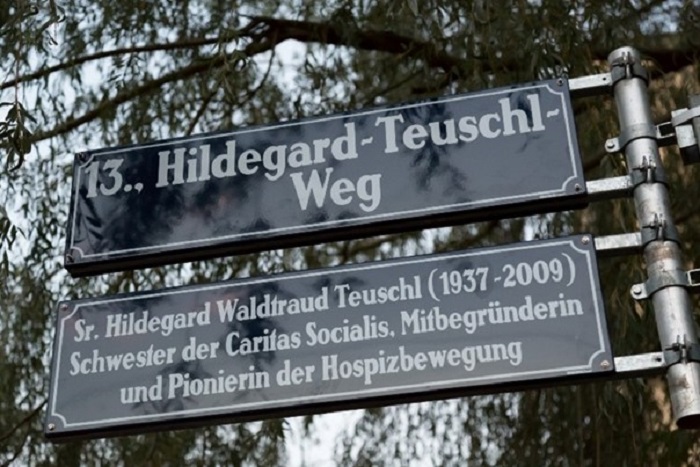 13., Hildegard-Teuschl-
Weg
Sr. Hildegard Waldtraud Teuschl (1937-2009)
Schwester der Caritas Socialis, Mitbegründerin
und Pionierin der Hospizbewegung